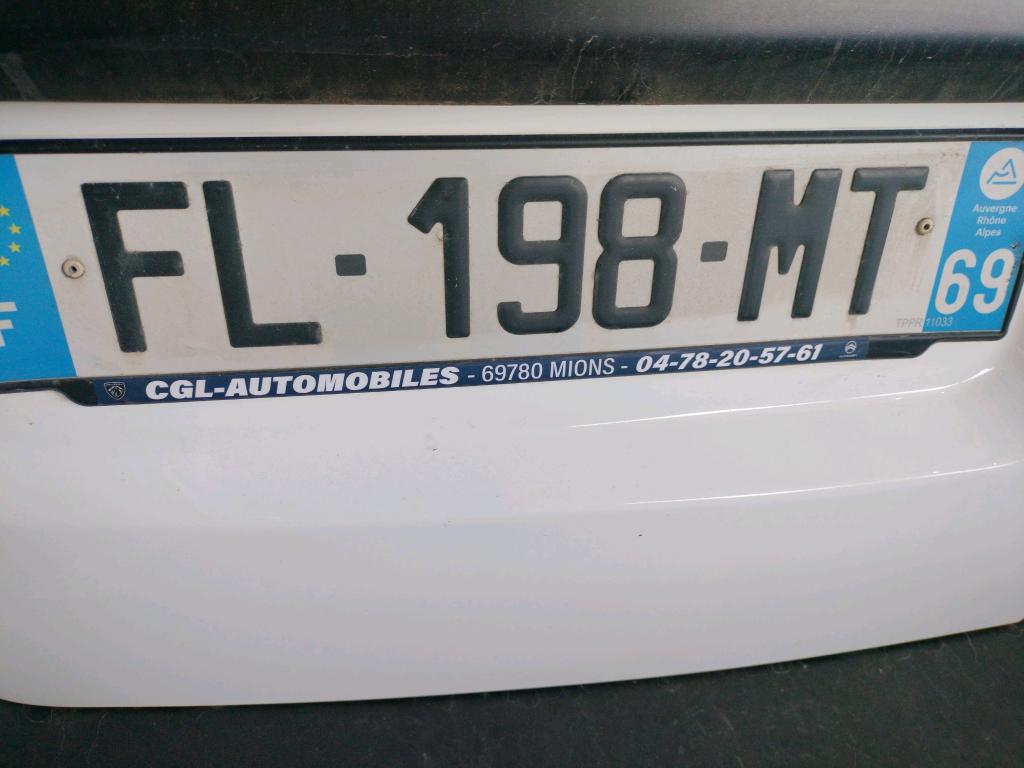 F
FL-198-MT
Auvergne
Rhône
Alpes
69
TPPR 11033
CGL-AUTOMOBILES - 69780 MIONS - 04-78-20-57-61